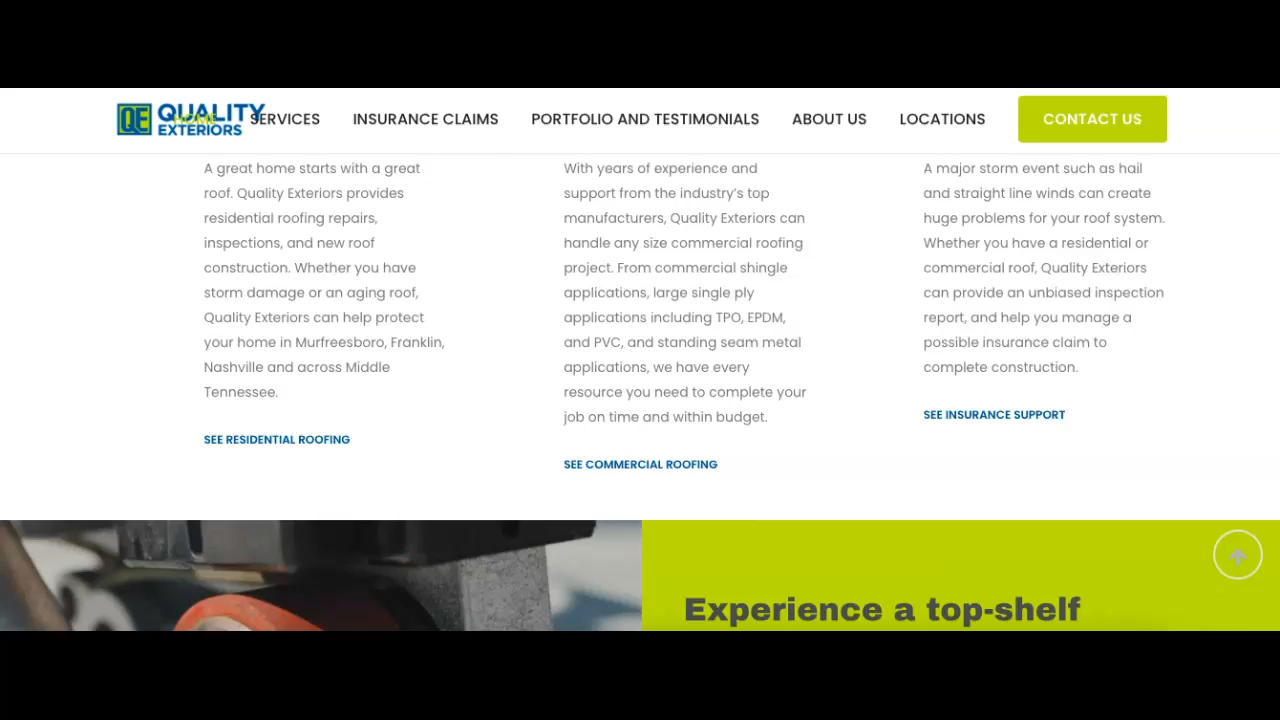 QE QUALITY EXTERIORS
HOME SERVICES INSURANCE CLAIMS PORTFOLIO AND TESTIMONIALS ABOUT US LOCATIONS CONTACT US
A great home starts with a great
roof. Quality Exteriors provides
residential roofing repairs,
inspections, and new roof
construction. Whether you have
storm damage or an aging roof,
Quality Exteriors can help protect
your home in Murfreesboro, Franklin,
Nashville and across Middle
Tennessee.
SEE RESIDENTIAL ROOFING
With years of experience and
support from the industry’s top
manufacturers, Quality Exteriors can
handle any size commercial roofing
project. From commercial shingle
applications, large single ply
applications including TPO, EPDM,
and PVC, and standing seam metal
applications, we have every
resource you need to complete your
job on time and within budget.
SEE COMMERCIAL ROOFING
A major storm event such as hail
and straight line winds can create
huge problems for your roof system.
Whether you have a residential or
commercial roof, Quality Exteriors
can provide an unbiased inspection
report, and help you manage a
possible insurance claim to
complete construction.
SEE INSURANCE SUPPORT
Experience a top-shelf